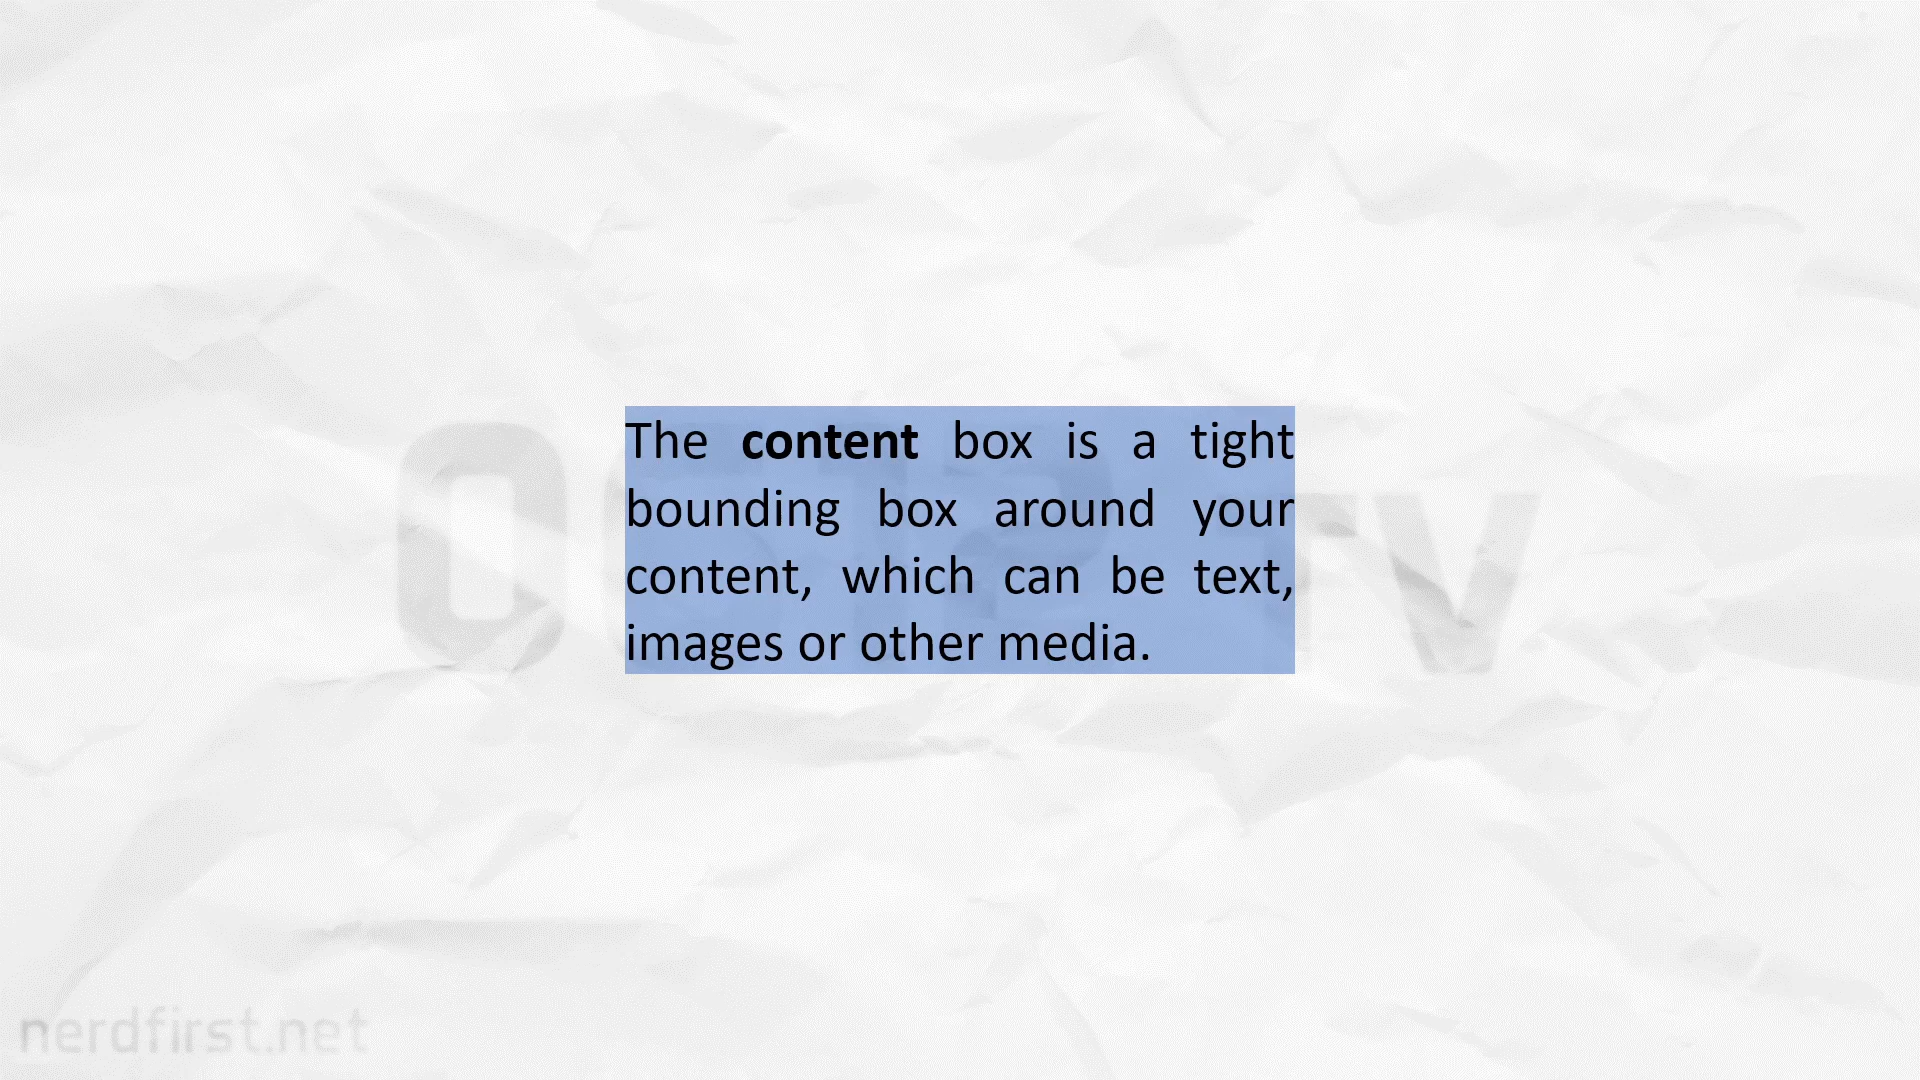 The content box is a tight
bounding box around your
content, which can be text,
images or other media.
TV
nerdfirst.net